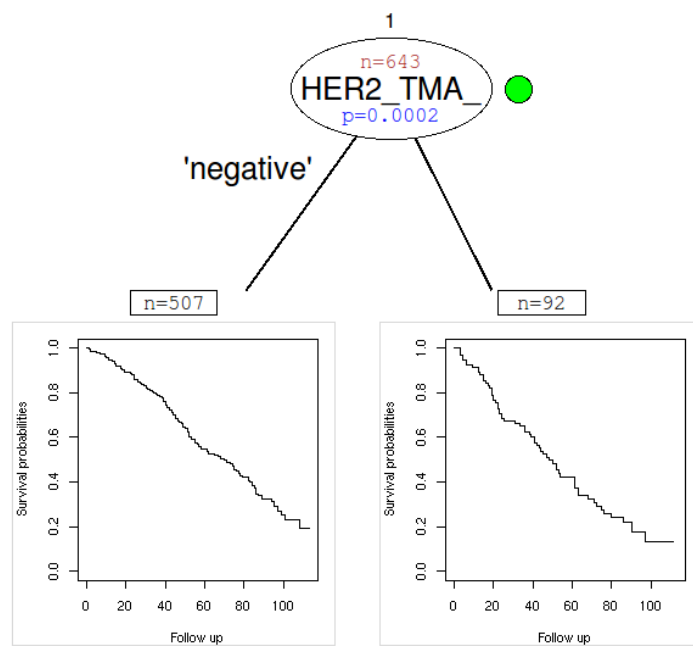 1
n=643
HER2_TMA_
p=0.0002
'negative'
n=507
n=92
Survival probabilities
1.0
0.8
0.6
0.4
0.2
0.0
0 20 40 60 80 100
Follow up
Survival probabilities
1.0
0.8
0.6
0.4
0.2
0.0
0 20 40 60 80 100
Follow up